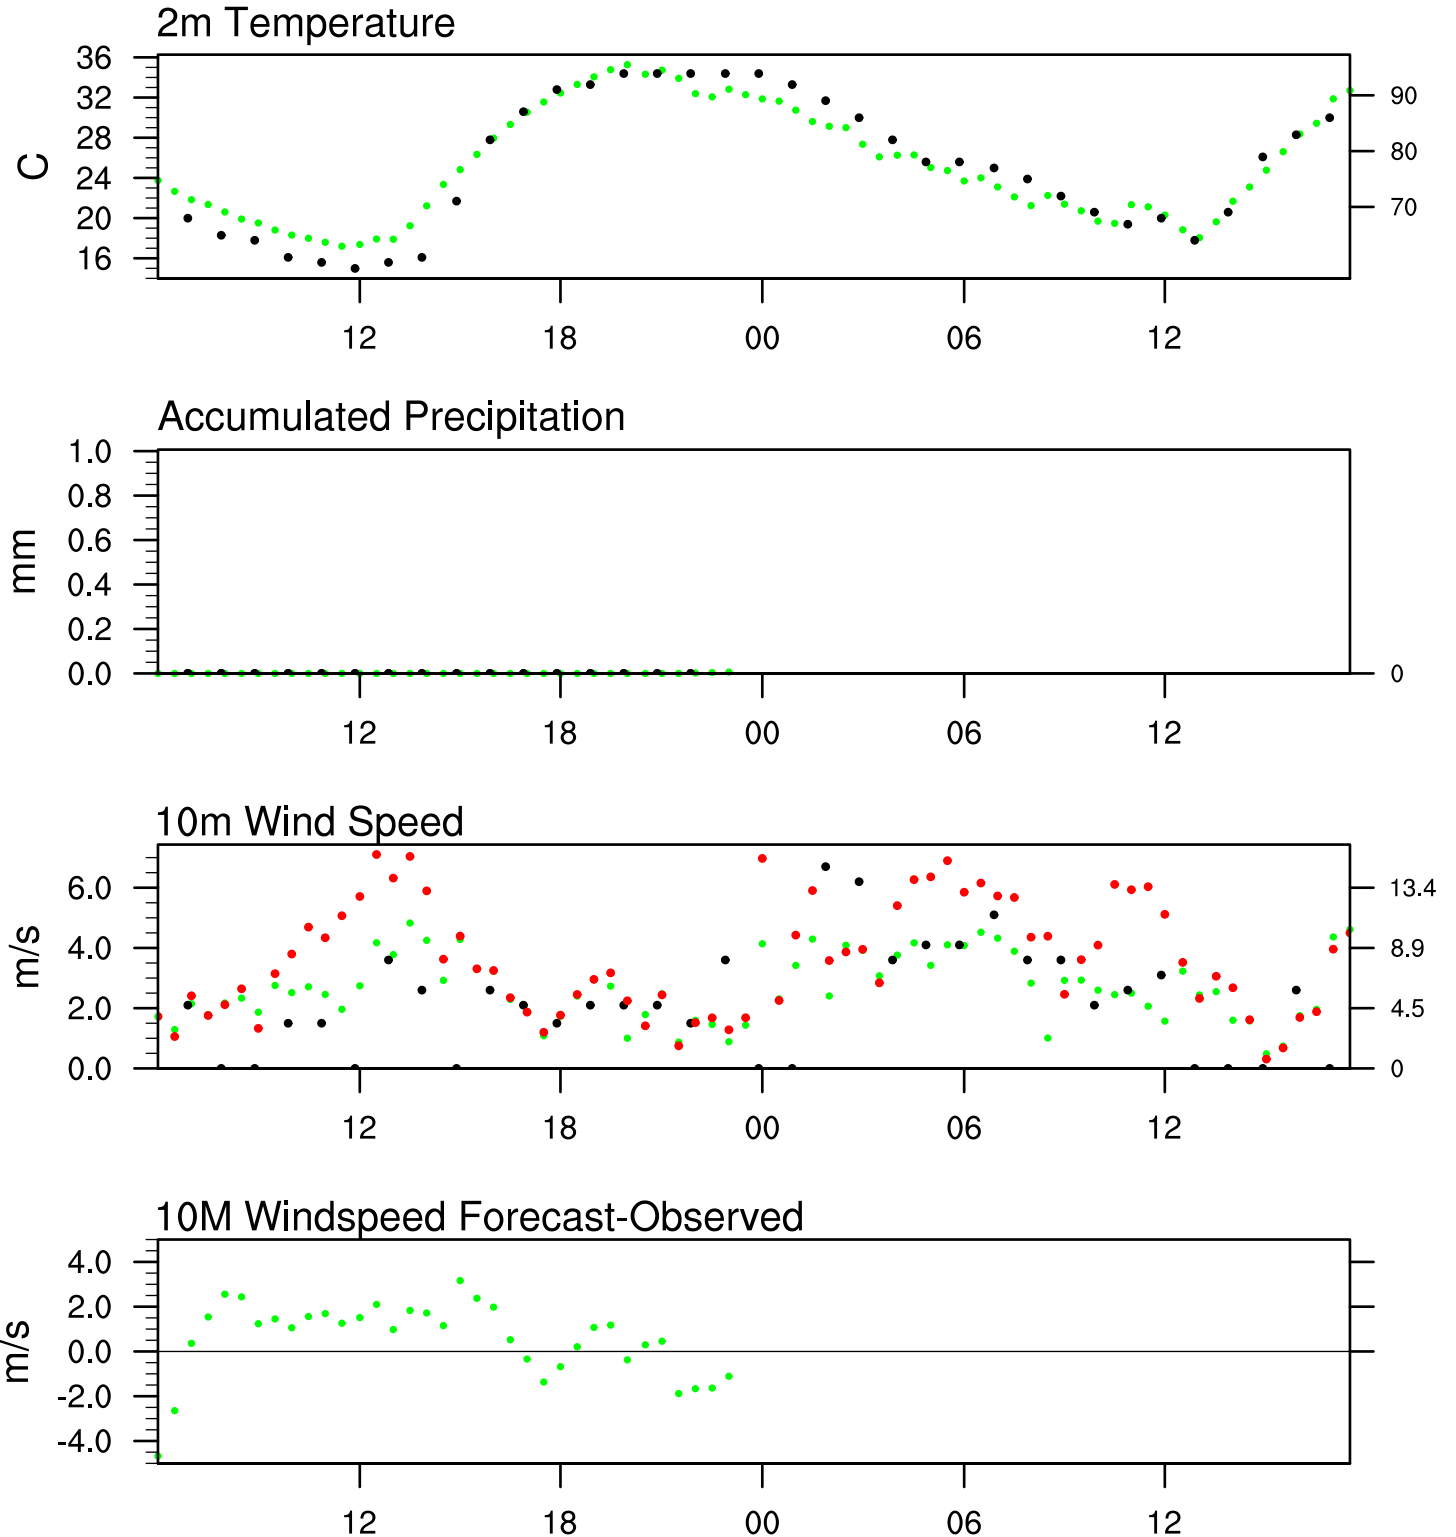 2m Temperature
36
32
28
24
20
16
C
90
80
70
12 18 00 06 12
Accumulated Precipitation
1.0
0.8
0.6
0.4
0.2
0.0
mm
0
12 18 00 06 12
10m Wind Speed
6.0
4.0
2.0
0.0
m/s
13.4
8.9
4.5
0
12 18 00 06 12
10M Windspeed Forecast-Observed
4.0
2.0
0.0
-2.0
-4.0
m/s
12 18 00 06 12